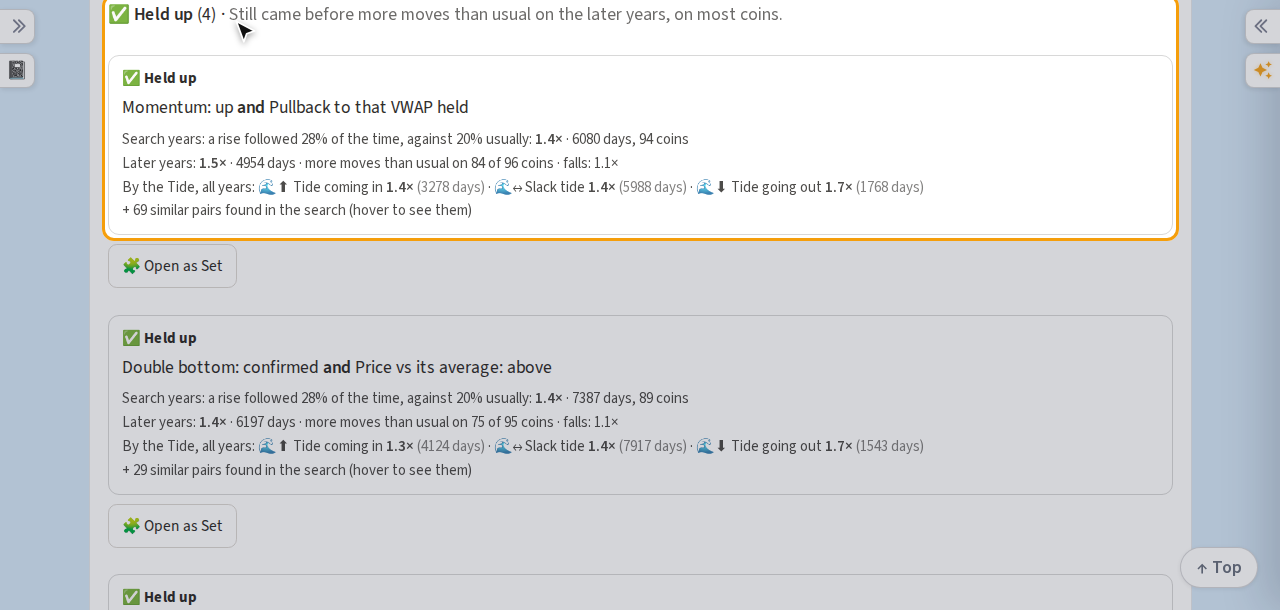 ✅ Held up (4) · Still came before more moves than usual on the later years, on most coins.
✅ Held up
Momentum: up and Pullback to that VWAP held
Search years: a rise followed 28% of the time, against 20% usually: 1.4× · 6080 days, 94 coins
Later years: 1.5× · 4954 days · more moves than usual on 84 of 96 coins · falls: 1.1×
By the Tide, all years: 🌊⬆ Tide coming in 1.4× (3278 days) · 🌊↔ Slack tide 1.4× (5988 days) · 🌊⬇ Tide going out 1.7× (1768 days)
+ 69 similar pairs found in the search (hover to see them)
🧩 Open as Set
✅ Held up
Double bottom: confirmed and Price vs its average: above
Search years: a rise followed 28% of the time, against 20% usually: 1.4× · 7387 days, 89 coins
Later years: 1.4× · 6197 days · more moves than usual on 75 of 95 coins · falls: 1.1×
By the Tide, all years: 🌊⬆ Tide coming in 1.3× (4124 days) · 🌊↔ Slack tide 1.4× (7917 days) · 🌊⬇ Tide going out 1.7× (1543 days)
+ 29 similar pairs found in the search (hover to see them)
🧩 Open as Set
↑ Top
✅ Held up